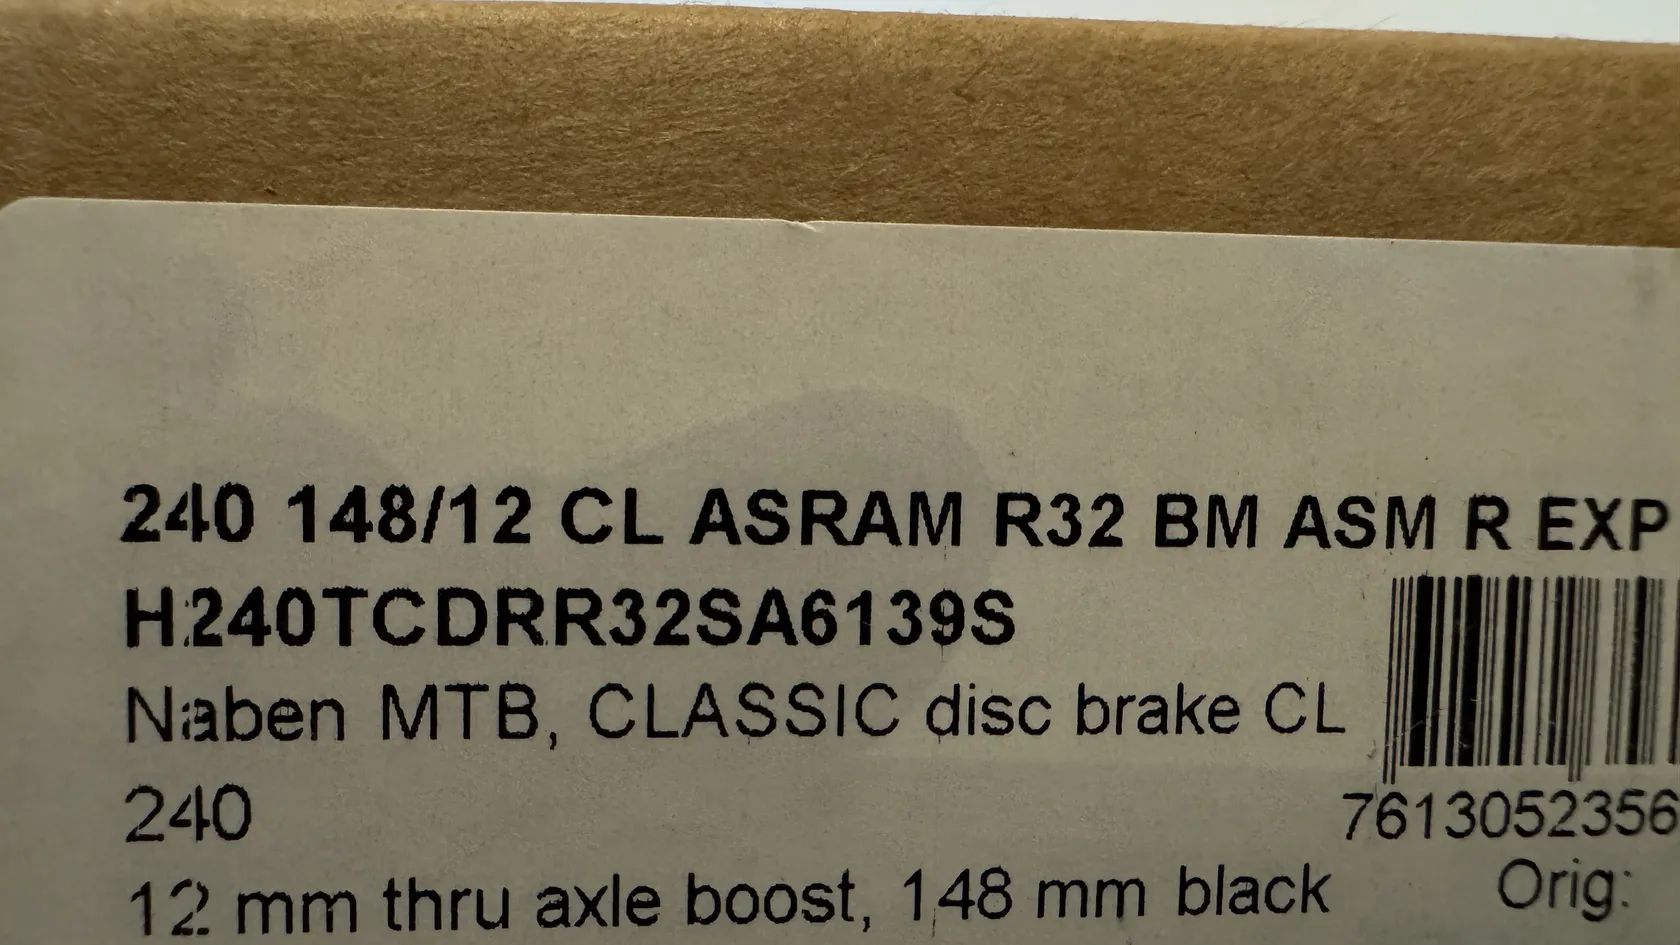 240 148/12 CL ASRAM R32 BM ASM R EXP
H240TCDRR32SA6139S
Naben MTB, CLASSIC disc brake CL
240
7613052356
12 mm thru axle boost, 148 mm black
Orig: